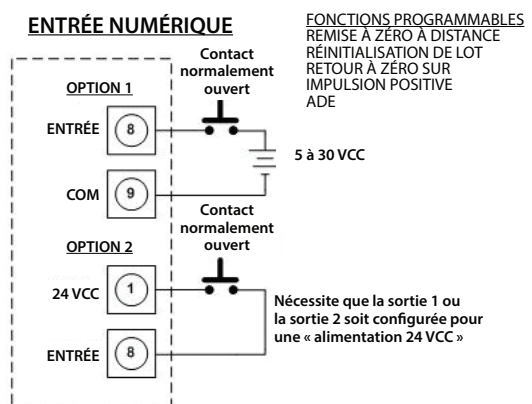 ENTRÉE NUMÉRIQUE
FONCTIONS PROGRAMMABLES
REMISE À ZÉRO À DISTANCE
RÉINITIALISATION DE LOT
RETOUR À ZÉRO SUR
IMPULSION POSITIVE
ADE
Contact
normalement
ouvert
OPTION 1
ENTRÉE
8
5 à 30 VCC
COM
9
Contact
normalement
ouvert
OPTION 2
24 VCC
1
Nécessite que la sortie 1 ou
la sortie 2 soit configurée pour
une « alimentation 24 VCC »
ENTRÉE
8